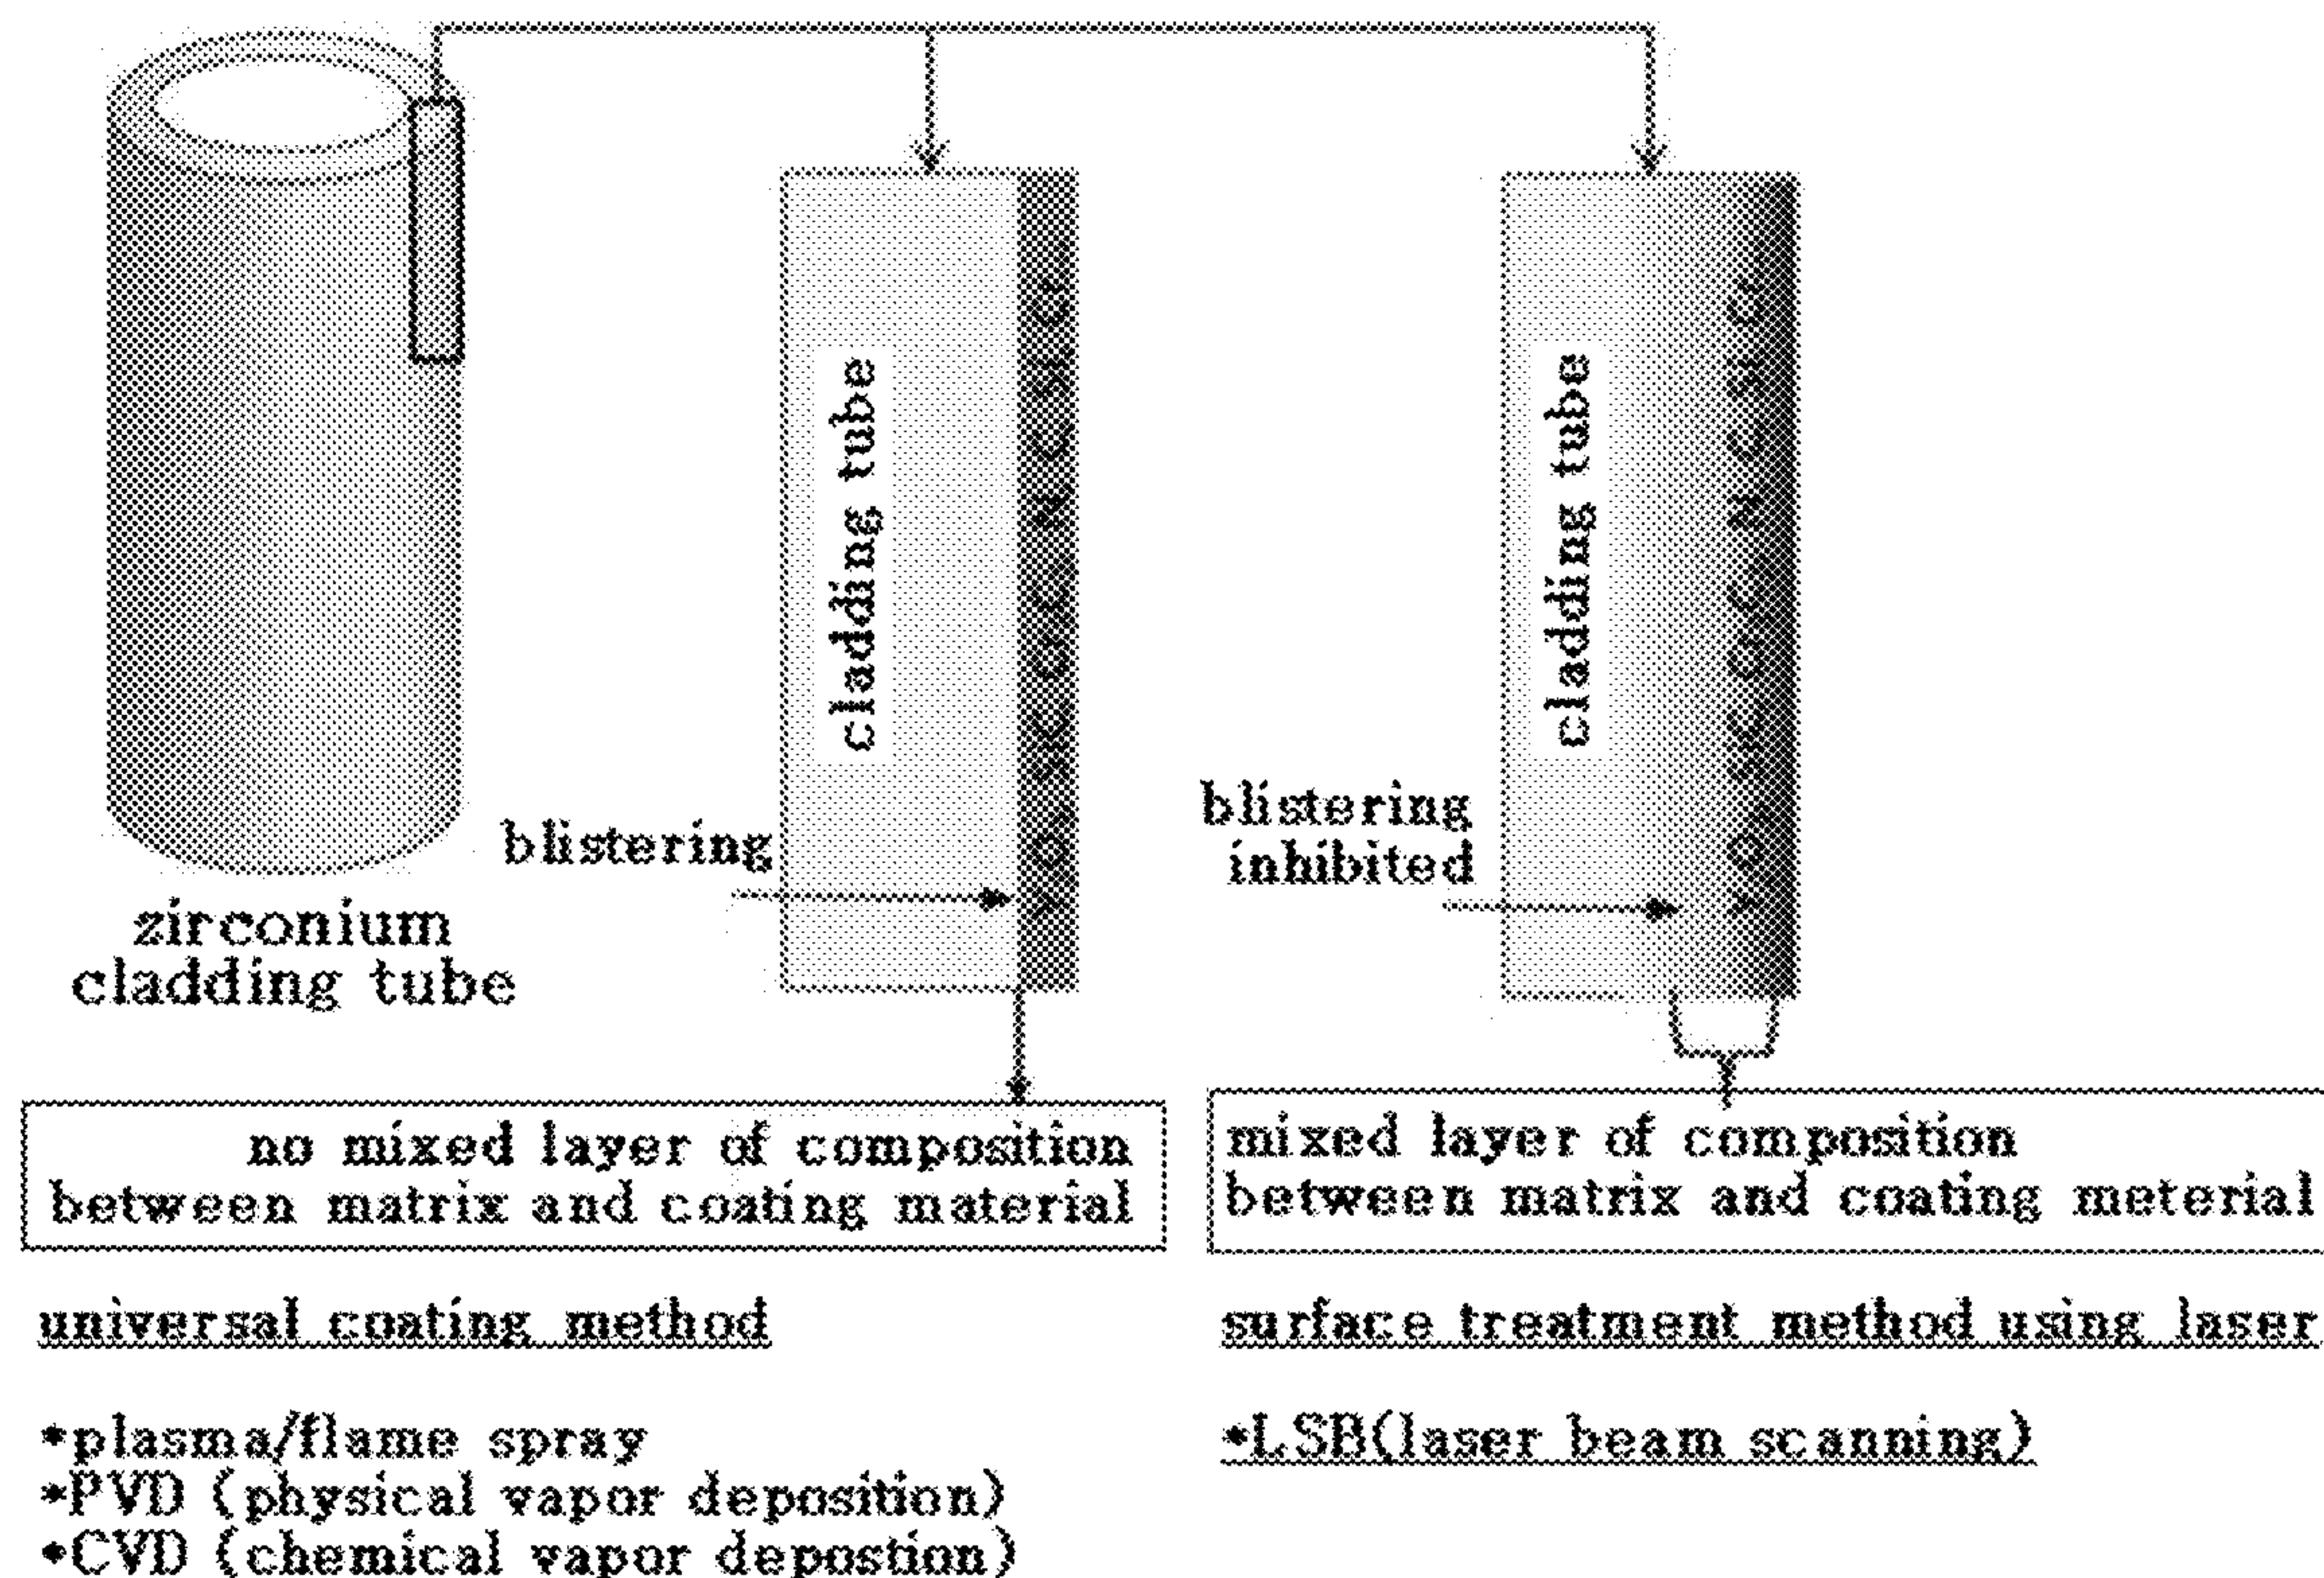 cladding tube
cladding tube
blistering
blistering
inhibited
zirconium
cladding tube
no mixed layer of composition
between matrix and coating material
mixed layer of composition
between matrix and coating meterial
universal coating method
surface treatment method using laser
*plasma/flame spray
*PVD (physical vapor deposition)
*CVD (chemical vapor depostion)
*LSB(laser beam scanning)